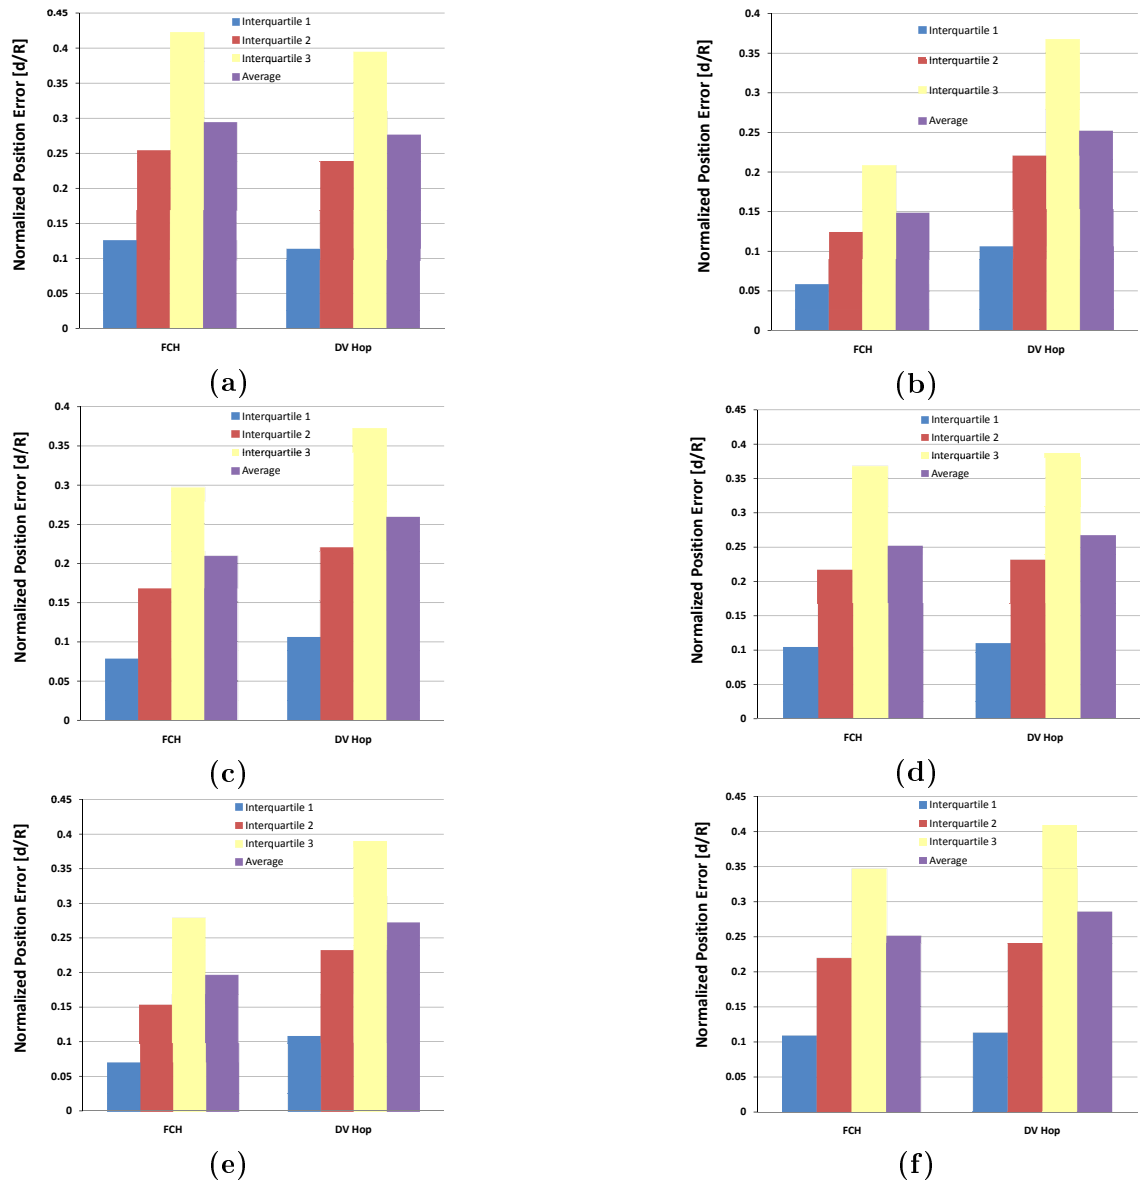 Normalized Position Error [d/R]
0.45
0.4
0.35
0.3
0.25
0.2
0.15
0.1
0.05
0
Interquartile 1
Interquartile 2
Interquartile 3
Average
FCH
DV Hop
(a)
Normalized Position Error [d/R]
0.4
0.35
0.3
0.25
0.2
0.15
0.1
0.05
0
Interquartile 1
Interquartile 2
Interquartile 3
Average
FCH
DV Hop
(b)
Normalized Position Error [d/R]
0.4
0.35
0.3
0.25
0.2
0.15
0.1
0.05
0
Interquartile 1
Interquartile 2
Interquartile 3
Average
FCH
DV Hop
(c)
Normalized Position Error [d/R]
0.45
0.4
0.35
0.3
0.25
0.2
0.15
0.1
0.05
0
Interquartile 1
Interquartile 2
Interquartile 3
Average
FCH
DV Hop
(d)
Normalized Position Error [d/R]
0.45
0.4
0.35
0.3
0.25
0.2
0.15
0.1
0.05
0
Interquartile 1
Interquartile 2
Interquartile 3
Average
FCH
DV Hop
(e)
Normalized Position Error [d/R]
0.45
0.4
0.35
0.3
0.25
0.2
0.15
0.1
0.05
0
Interquartile 1
Interquartile 2
Interquartile 3
Average
FCH
DV Hop
(f)